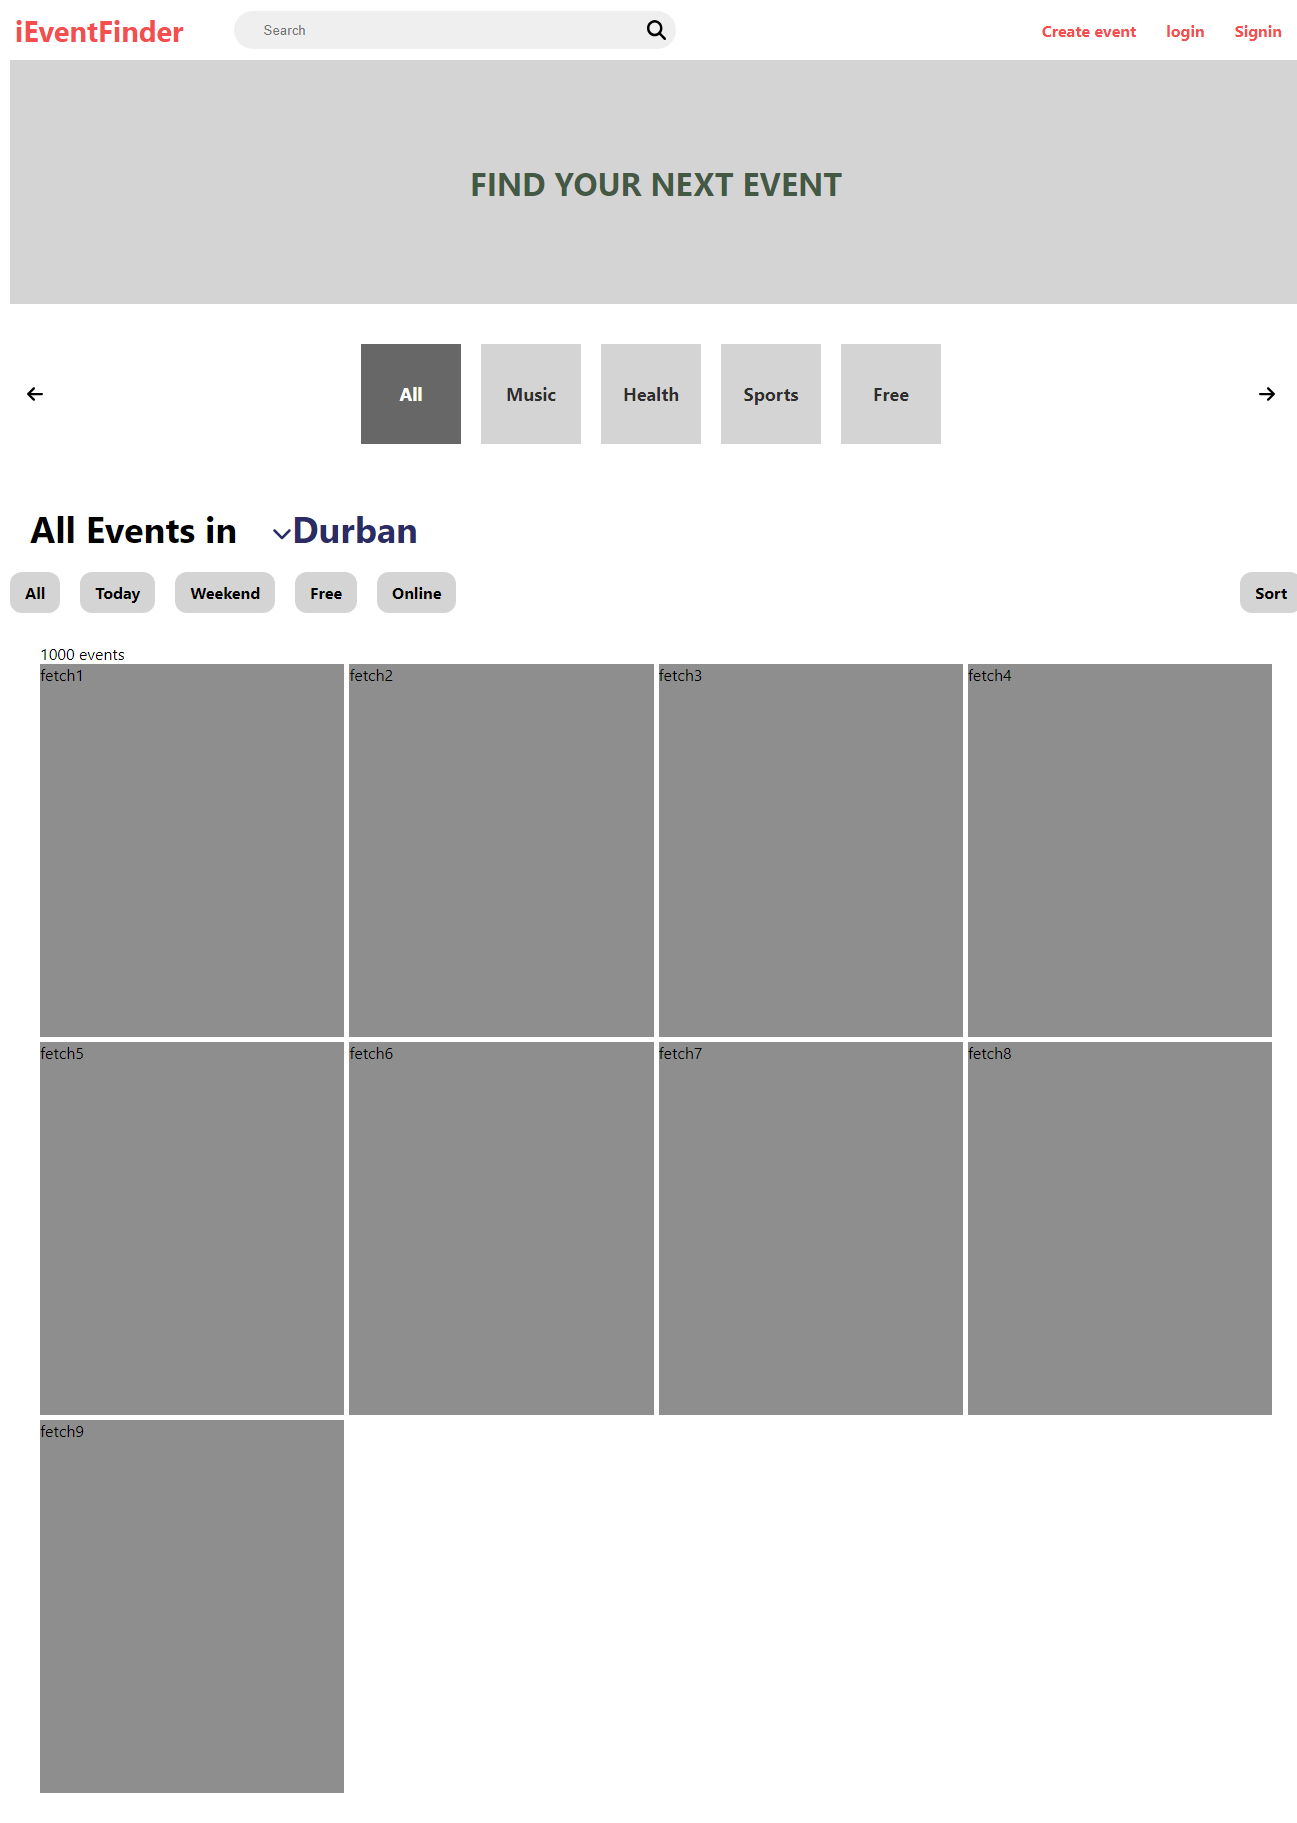 iEventFinder
Search
Create event
login
Signin
FIND YOUR NEXT EVENT
All
Music
Health
Sports
Free
All Events in
Durban
All
Today
Weekend
Free
Online
Sort
1000 events
fetch1
fetch2
fetch3
fetch4
fetch5
fetch6
fetch7
fetch8
fetch9